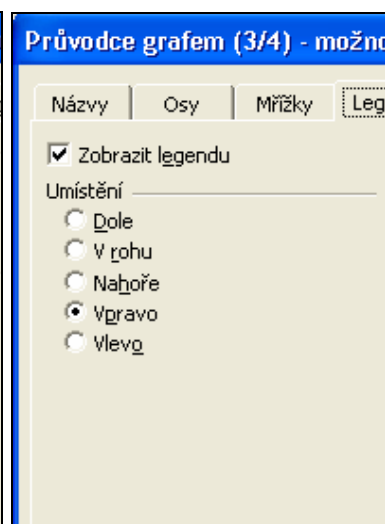 Průvodce grafem (3/4) - možno
Názvy Osy Mřížky Leg
Zobrazit legendu
Umístění
Dole
V rohu
Nahoře
Vpravo
Vlevo